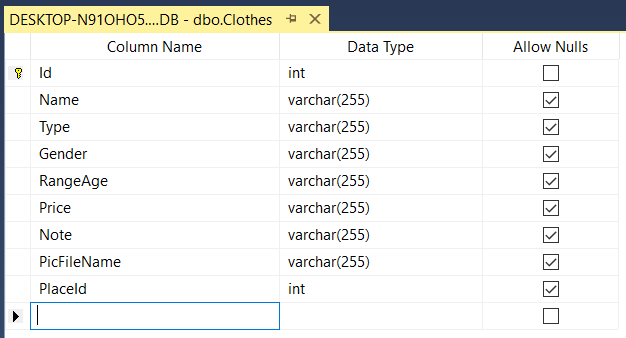 DESKTOP-N91OHO5....DB - dbo.Clothes
Column Name Data Type Allow Nulls
Id int
Name varchar(255)
Type varchar(255)
Gender varchar(255)
RangeAge varchar(255)
Price varchar(255)
Note varchar(255)
PicFileName varchar(255)
PlaceId int